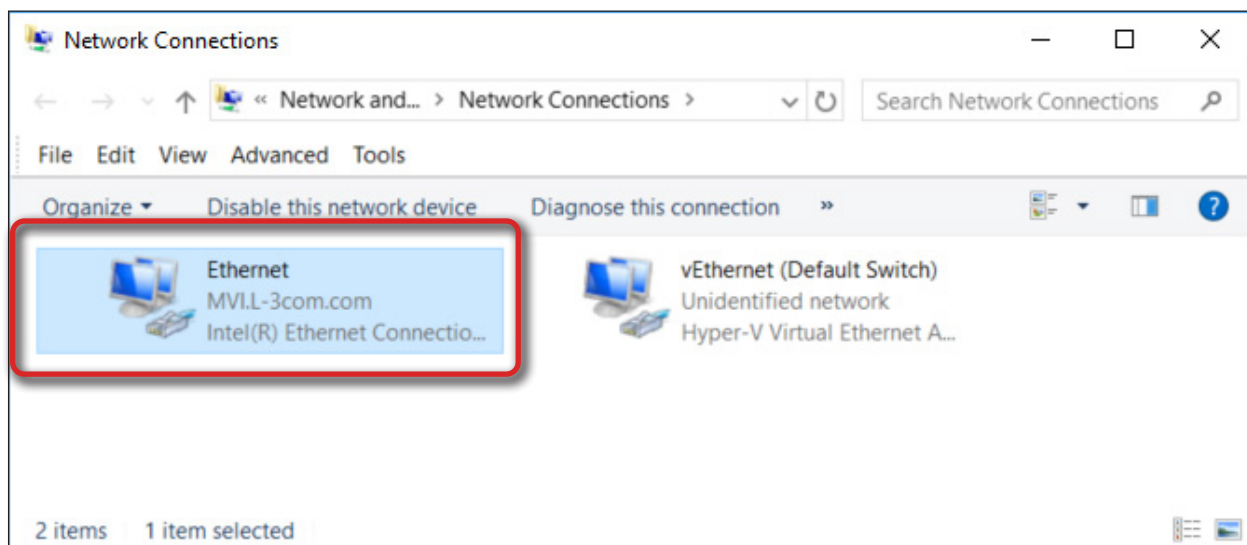 Network Connections
« Network and... > Network Connections > Search Network Connections
File Edit View Advanced Tools
Organize Disable this network device Diagnose this connection »
Ethernet
MVI.L-3com.com
Intel(R) Ethernet Connectio...
vEthernet (Default Switch)
Unidentified network
Hyper-V Virtual Ethernet A...
2 items 1 item selected